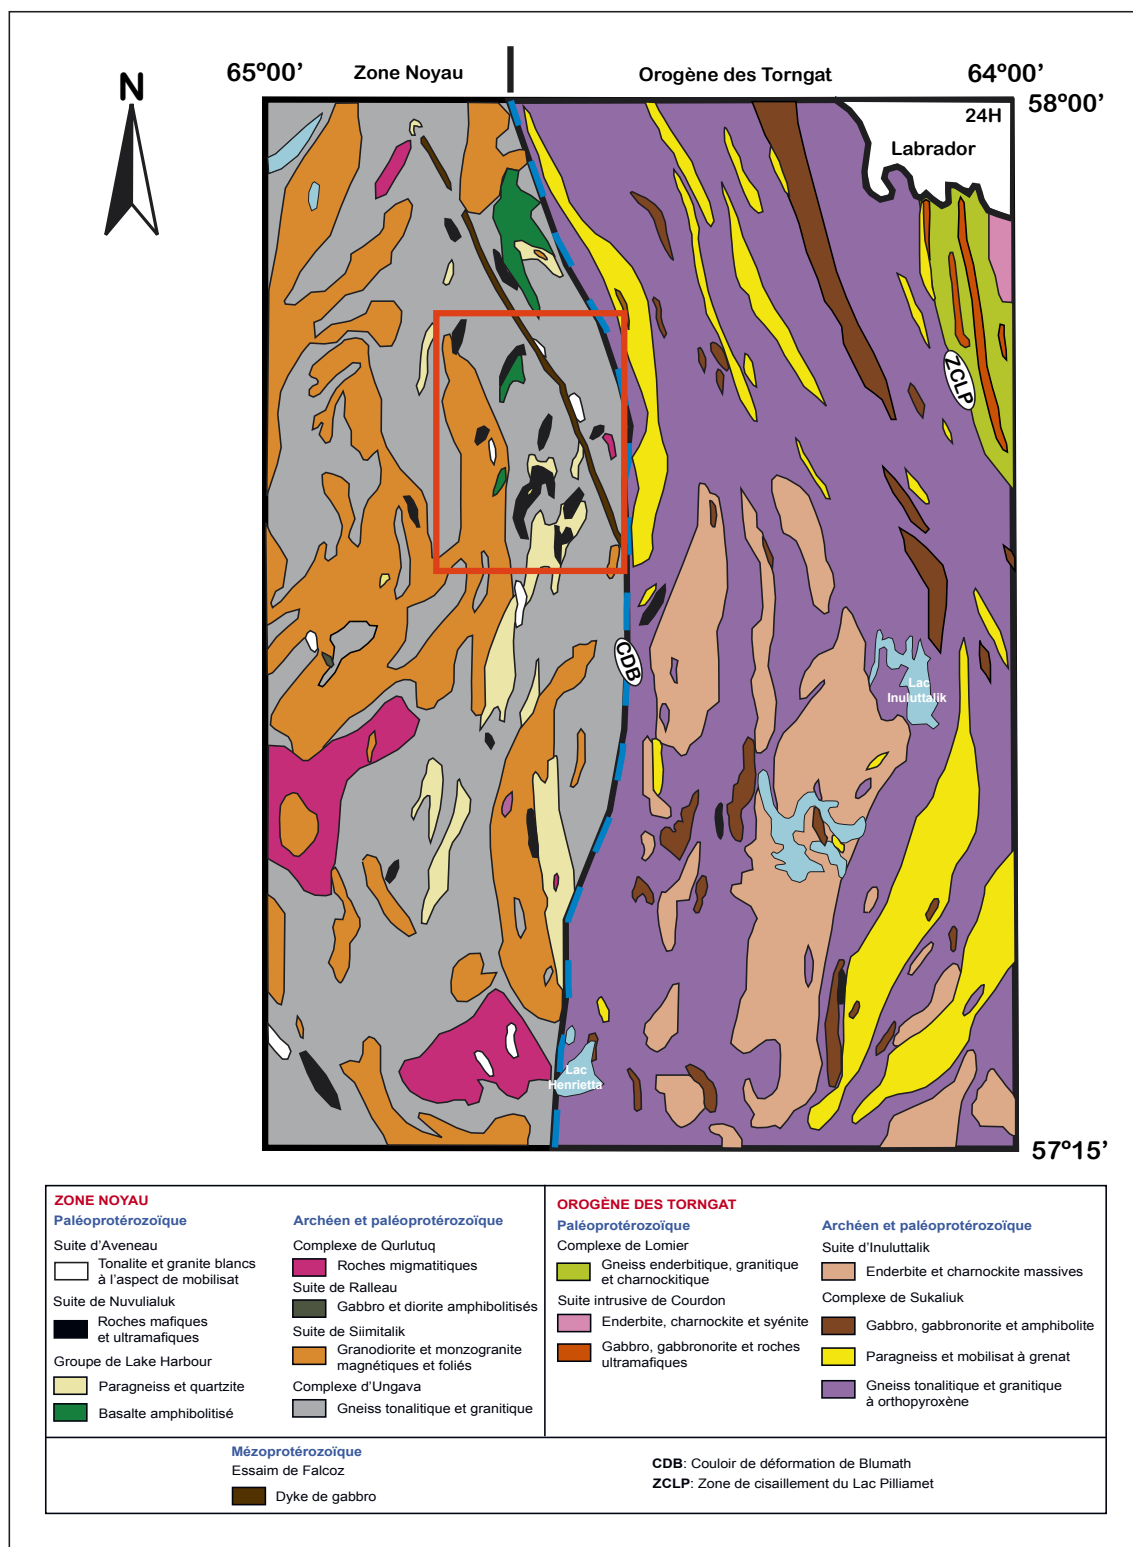 65°00’ Zone Noyau Orogène des Torngat 64°00’
N
58°00’
24H
Labrador
ZCLP
CDB
Lac
Inuluttalik
Lac
Henrietta
57°15’
ZONE NOYAU
Paléoprotérozoïque
Suite d’Aveneau
Tonalite et granite blancs
à l’aspect de mobilisat
Suite de Nuvulialuk
Roches mafiques
et ultramafiques
Groupe de Lake Harbour
Paragneiss et quartzite
Basalte amphibolitisé
Archéen et paléoprotérozoïque
Complexe de Qurlutuq
Roches migmatitiques
Suite de Ralleau
Gabbro et diorite amphibolitisés
Suite de Siimitalik
Granodiorite et monzogranite
magnétiques et foliés
Complexe d’Ungava
Gneiss tonalitique et granitique
OROGÈNE DES TORNGAT
Paléoprotérozoïque
Complexe de Lomier
Gneiss enderbitique, granitique
et charnockitique
Suite intrusive de Courdon
Enderbite, charnockite et syénite
Gabbro, gabbronorite et roches
ultramafiques
Archéen et paléoprotérozoïque
Suite d’Inuluttalik
Enderbite et charnockite massives
Complexe de Sukaliuk
Gabbro, gabbronorite et amphibolite
Paragneiss et mobilisat à grenat
Gneiss tonalitique et granitique
à orthopyroxène
Mézoprotérozoïque
Essaim de Falcoz
Dyke de gabbro
CDB: Couloir de déformation de Blumath
ZCLP: Zone de cisaillement du Lac Pilliamet